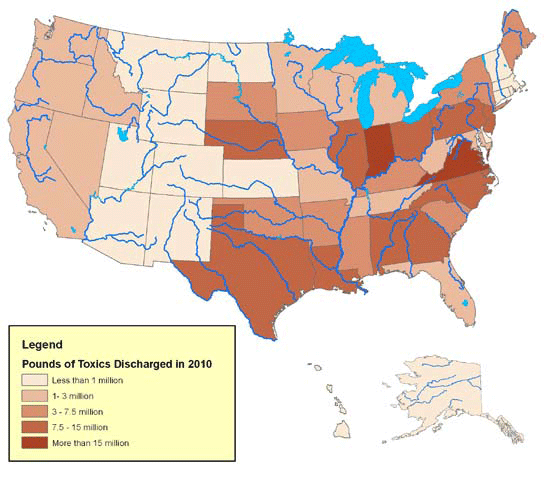 Legend
Pounds of Toxics Discharged in 2010
Less than 1 million
1- 3 million
3 - 7.5 million
7.5 - 15 million
More than 15 million